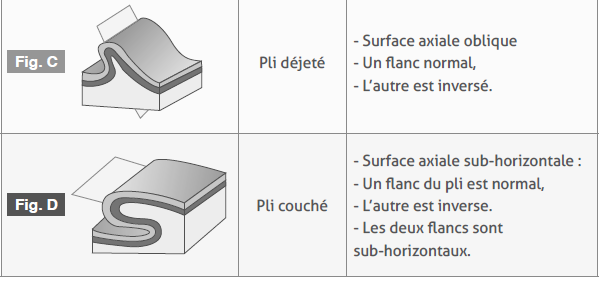 Fig. C
Pli déjeté
- Surface axiale oblique
- Un flanc normal,
- L'autre est inversé.
Fig. D
Pli couché
- Surface axiale sub-horizontale :
- Un flanc du pli est normal,
- L'autre est inverse.
- Les deux flancs sont
sub-horizontaux.